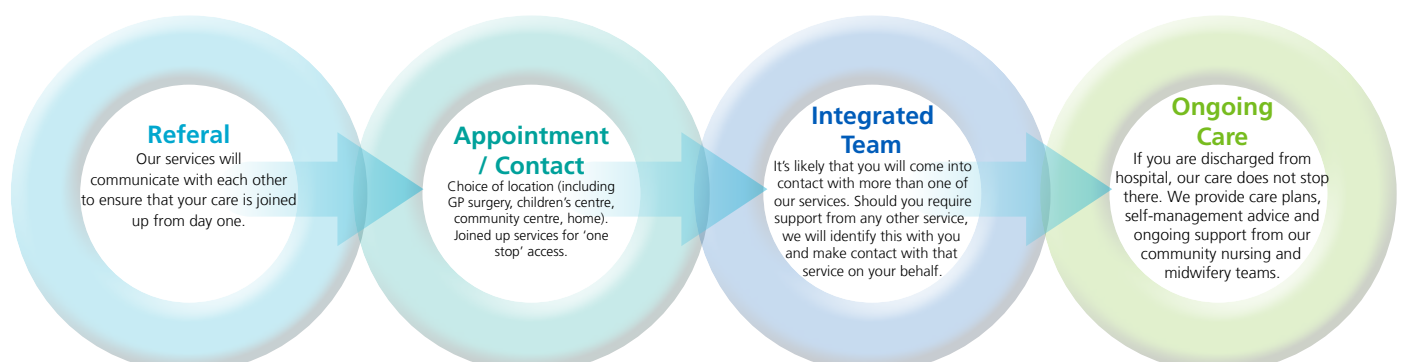 Referal
Our services will
communicate with each other
to ensure that your care is joined
up from day one.
Appointment
/ Contact
Choice of location (including
GP surgery, children's centre,
community centre, home).
Joined up services for ‘one
stop’ access.
Integrated
Team
It's likely that you will come into
contact with more than one of
our services. Should you require
support from any other service,
we will identify this with you
and make contact with that
service on your behalf.
Ongoing
Care
If you are discharged from
hospital, our care does not stop
there. We provide care plans,
self-management advice and
ongoing support from our
community nursing and
midwifery teams.